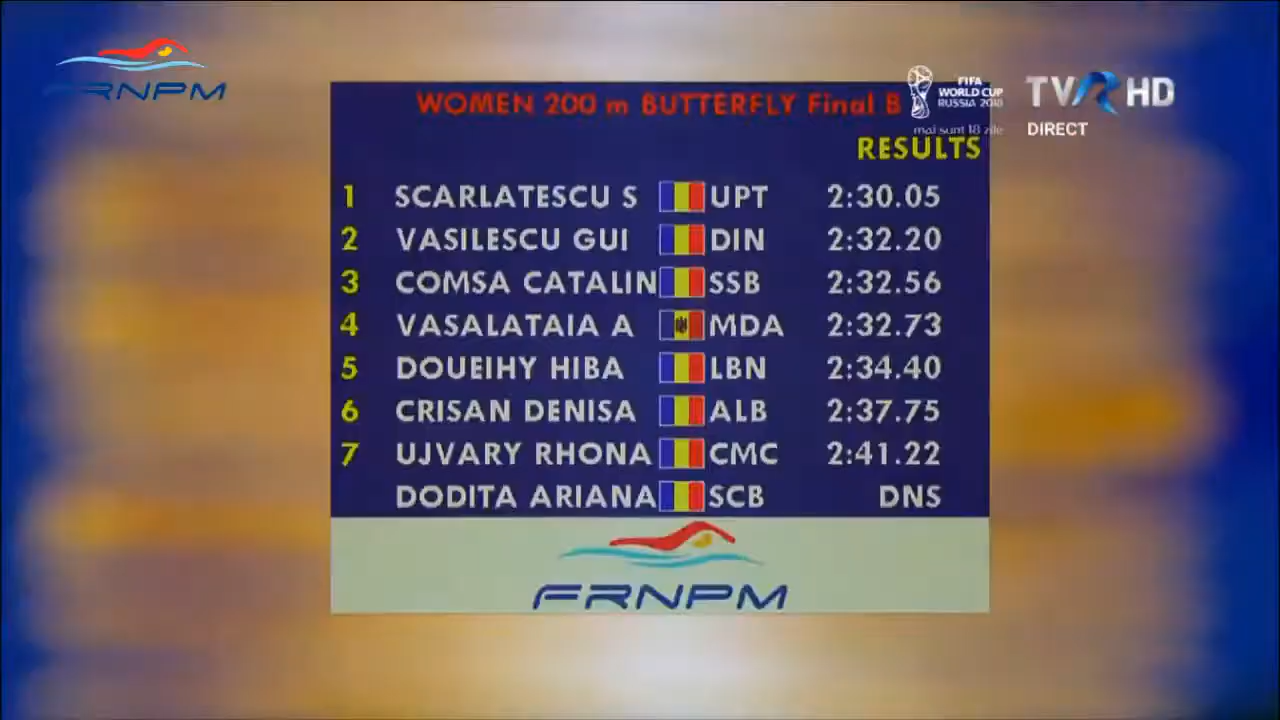 FRNPM
FIFA
WORLD CUP
RUSSIA 2018
mai sunt 18 zile
TVR HD
DIRECT
WOMEN 200 m BUTTERFLY Final B
RESULTS
1 SCARLATESCU S UPT 2:30.05
2 VASILESCU GUI DIN 2:32.20
3 COMSA CATALIN SSB 2:32.56
4 VASALATAIA A MDA 2:32.73
5 DOUEIHY HIBA LBN 2:34.40
6 CRISAN DENISA ALB 2:37.75
7 UJVARY RHONA CMC 2:41.22
DODITA ARIANA SCB DNS
FRNPM